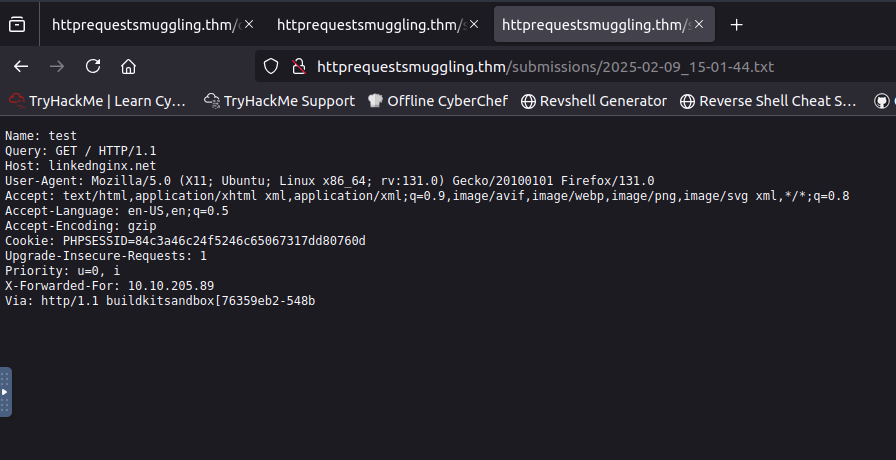 httprequestsmuggling.thm/
httprequestsmuggling.thm/
httprequestsmuggling.thm/
httprequestsmuggling.thm/submissions/2025-02-09_15-01-44.txt
TryHackMe | Learn Cy…
TryHackMe Support
Offline CyberChef
Revshell Generator
Reverse Shell Cheat S…
Name: test
Query: GET / HTTP/1.1
Host: linkednginx.net
User-Agent: Mozilla/5.0 (X11; Ubuntu; Linux x86_64; rv:131.0) Gecko/20100101 Firefox/131.0
Accept: text/html,application/xhtml xml,application/xml;q=0.9,image/avif,image/webp,image/png,image/svg xml,*/*;q=0.8
Accept-Language: en-US,en;q=0.5
Accept-Encoding: gzip
Cookie: PHPSESSID=84c3a46c24f5246c65067317dd80760d
Upgrade-Insecure-Requests: 1
Priority: u=0, i
X-Forwarded-For: 10.10.205.89
Via: http/1.1 buildkitsandbox[76359eb2-548b